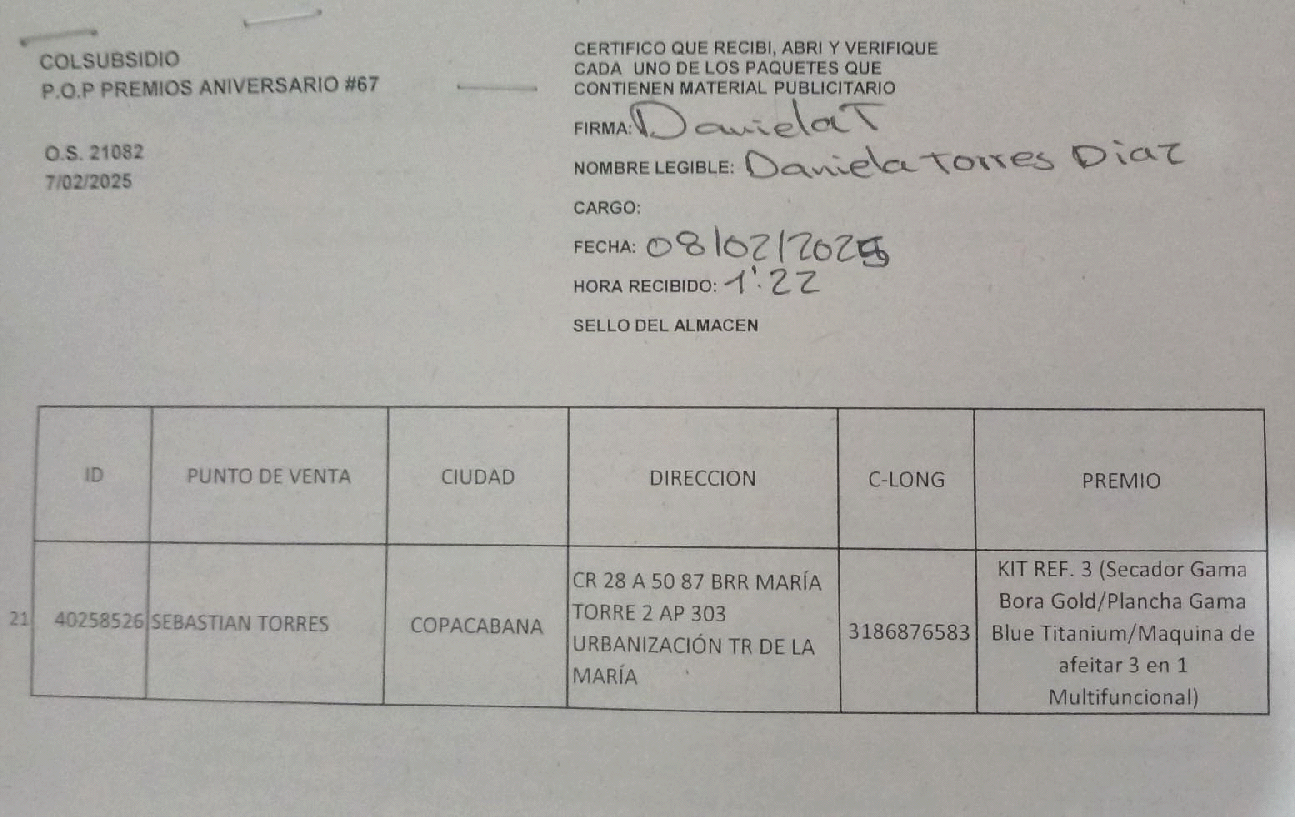 COLSUBSIDIO
P.O.P PREMIOS ANIVERSARIO #67
O.S. 21082
7/02/2025
CERTIFICO QUE RECIBI, ABRI Y VERIFIQUE
CADA UNO DE LOS PAQUETES QUE
CONTIENEN MATERIAL PUBLICITARIO
FIRMA: Daniela T
NOMBRE LEGIBLE: Daniela Torres Diaz
CARGO:
FECHA: 08/02/2025
HORA RECIBIDO: 1:22
SELLO DEL ALMACEN
ID PUNTO DE VENTA CIUDAD DIRECCION C-LONG PREMIO
21 40258526 SEBASTIAN TORRES COPACABANA
CR 28 A 50 87 BRR MARÍA
TORRE 2 AP 303
URBANIZACIÓN TR DE LA
MARÍA
3186876583
KIT REF. 3 (Secador Gama
Bora Gold/Plancha Gama
Blue Titanium/Maquina de
afeitar 3 en 1
Multifuncional)